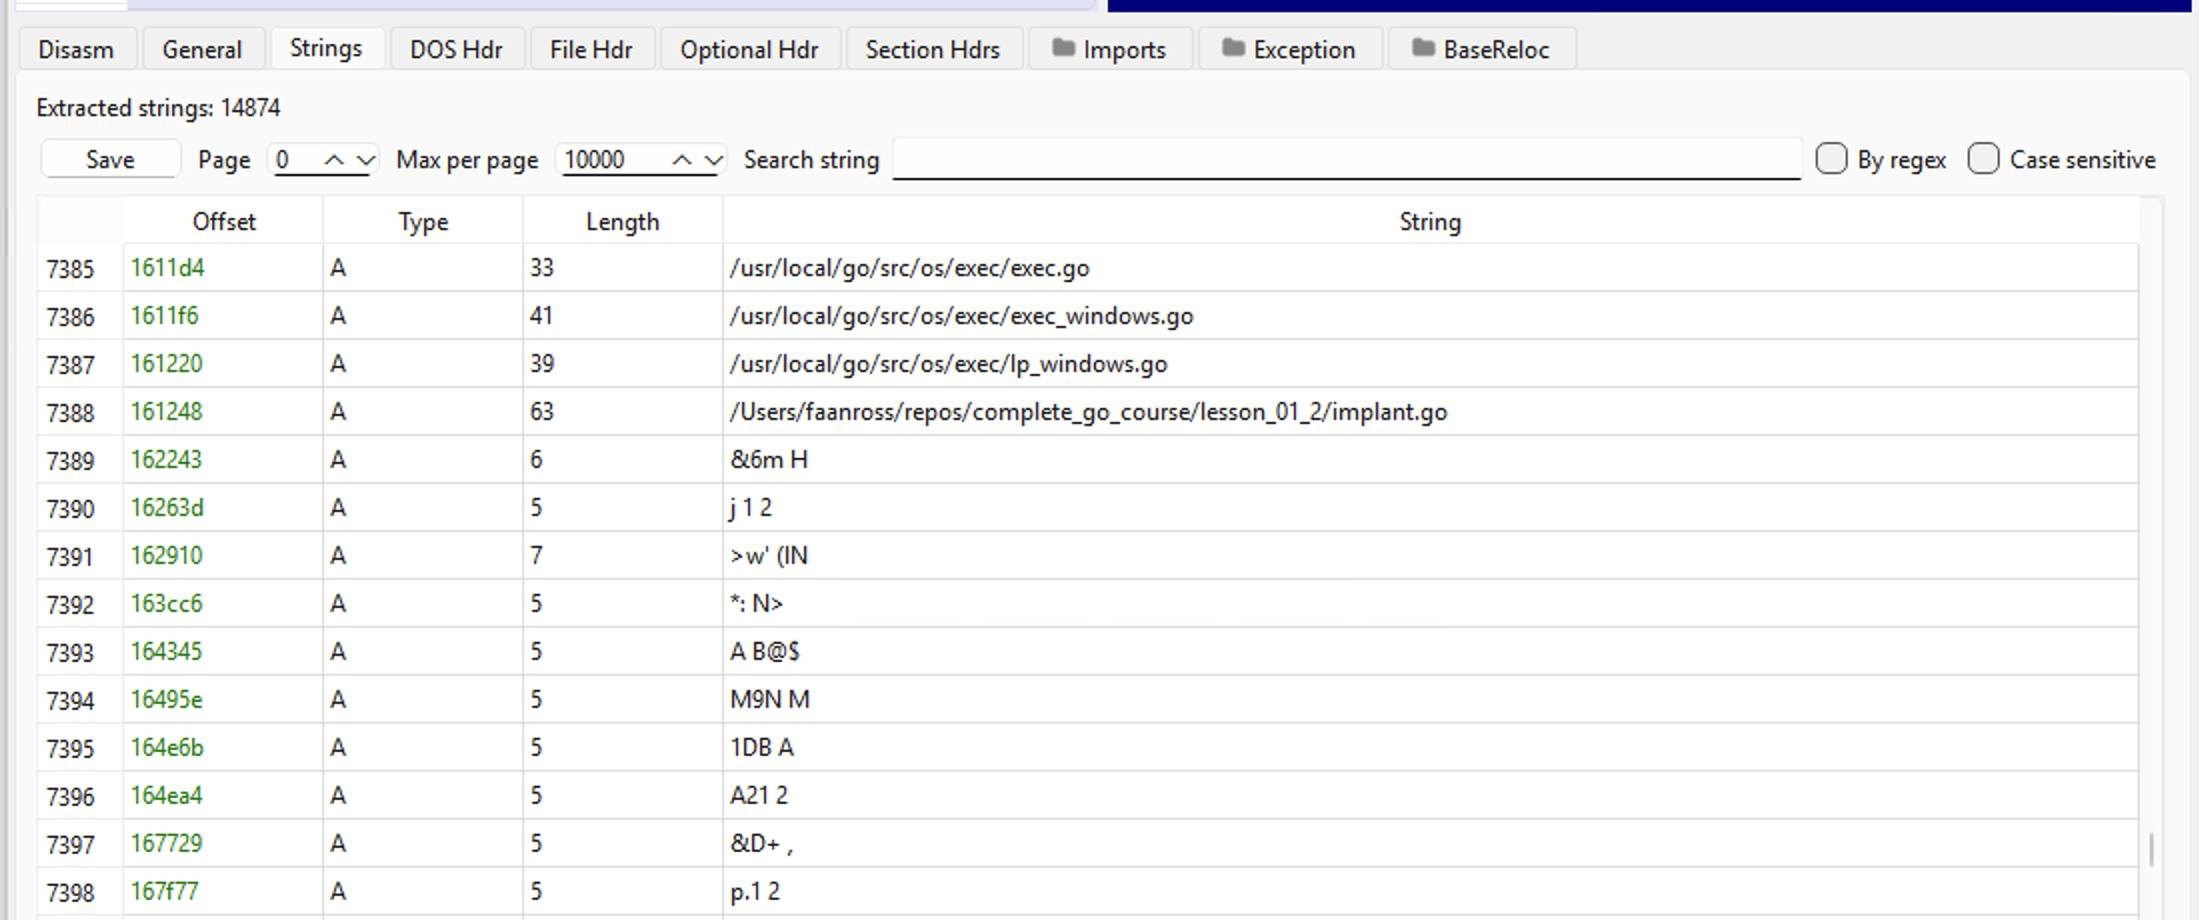 Disasm General Strings DOS Hdr File Hdr Optional Hdr Section Hdrs Imports Exception BaseReloc
Extracted strings: 14874
Save Page 0 Max per page 10000 Search string By regex Case sensitive
Offset Type Length String
7385 1611d4 A 33 /usr/local/go/src/os/exec/exec.go
7386 1611f6 A 41 /usr/local/go/src/os/exec/exec_windows.go
7387 161220 A 39 /usr/local/go/src/os/exec/lp_windows.go
7388 161248 A 63 /Users/faanross/repos/complete_go_course/lesson_01_2/implant.go
7389 162243 A 6 &6m H
7390 16263d A 5 j 1 2
7391 162910 A 7 >w' (IN
7392 163cc6 A 5 *: N>
7393 164345 A 5 A B@$
7394 16495e A 5 M9N M
7395 164e6b A 5 1DB A
7396 164ea4 A 5 A21 2
7397 167729 A 5 &D+ ,
7398 167f77 A 5 p.1 2